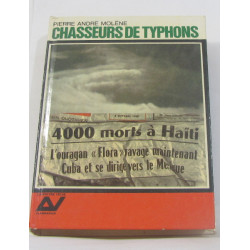 PIERRE ANDRÉ MOLÈNE
CHASSEURS DE TYPHONS
4000 morts à Haïti
L'ouragan « Flora » ravage maintenant
Cuba et se dirige vers le Mexique